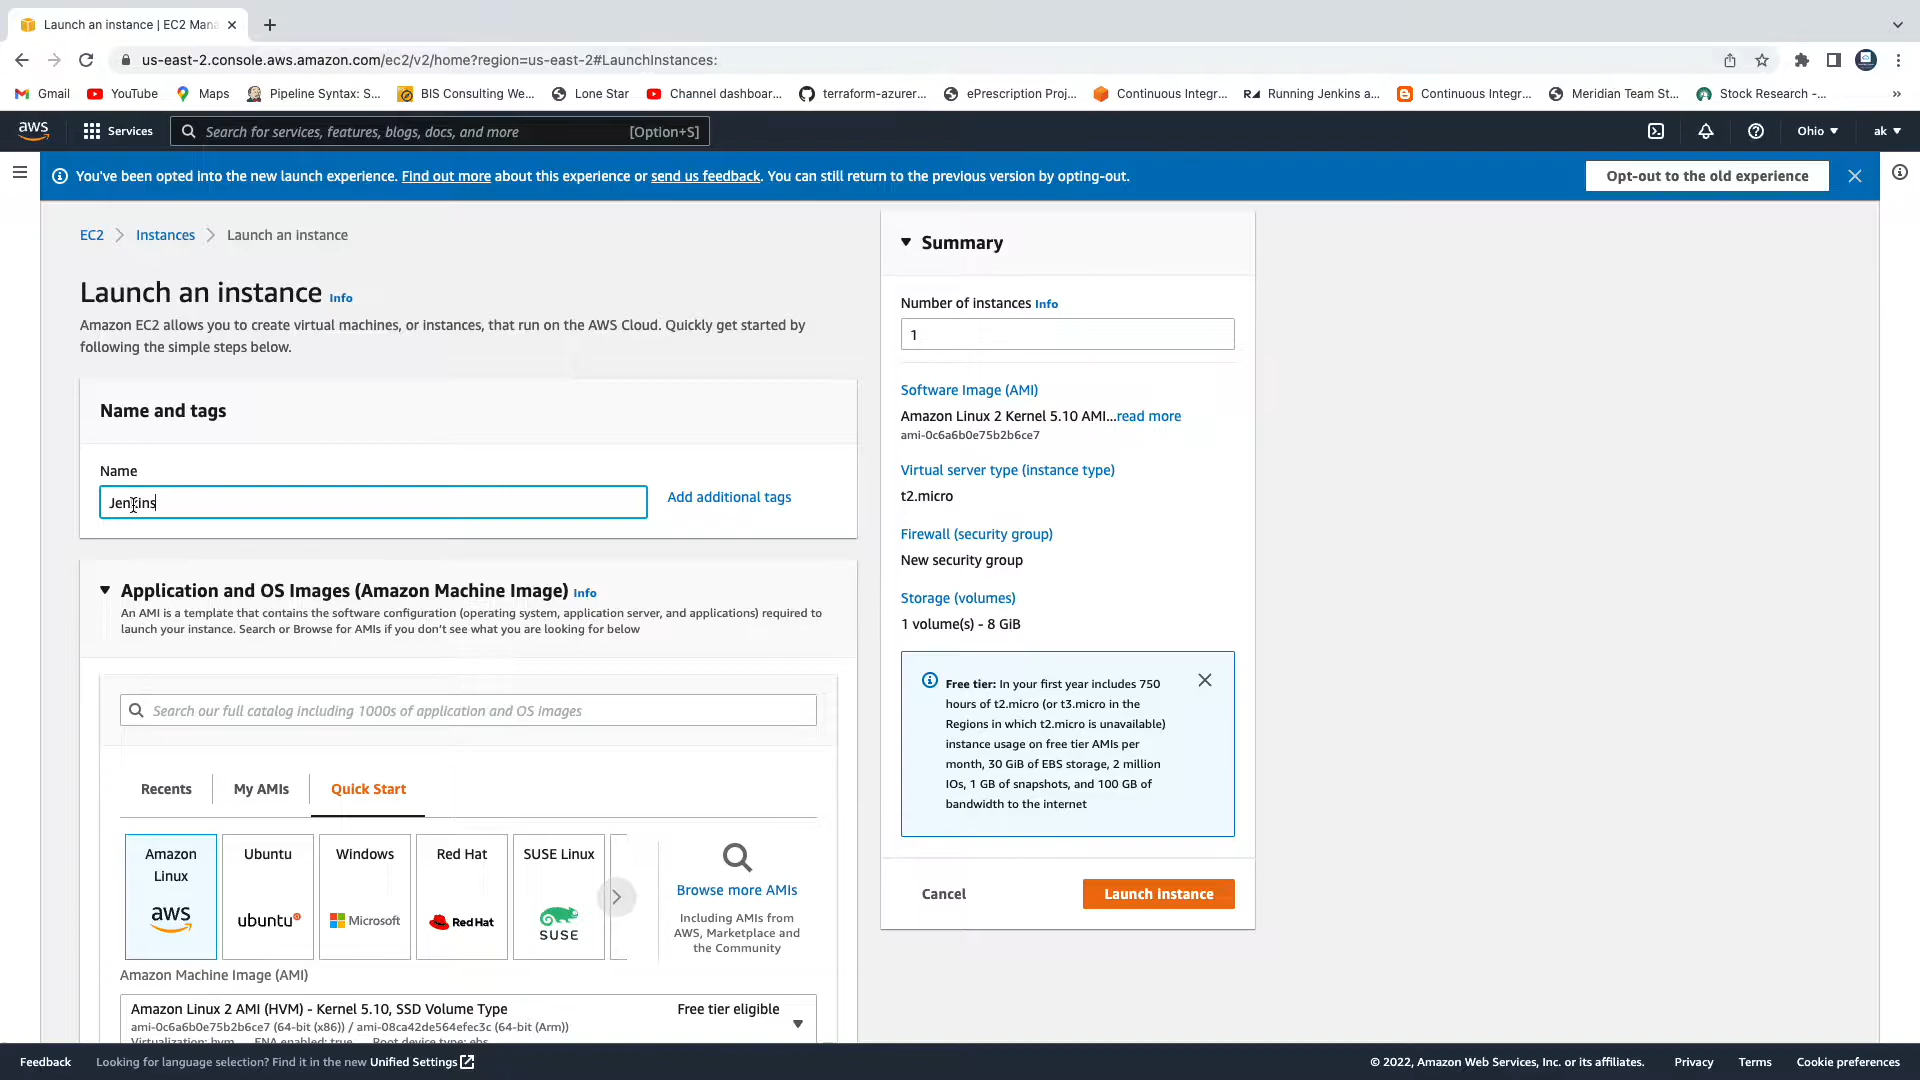 Launch an instance | EC2 Mana
us-east-2.console.aws.amazon.com/ec2/v2/home?region=us-east-2#LaunchInstances:
Gmail
YouTube
Maps
Pipeline Syntax: S...
BIS Consulting We...
Lone Star
Channel dashboar...
terraform-azurer...
ePrescription Proj...
Continuous Integr...
Running Jenkins a...
Continuous Integr...
Meridian Team St...
Stock Research -...
»
aws
Services
Search for services, features, blogs, docs, and more
[Option+S]
Ohio
ak
You've been opted into the new launch experience. Find out more about this experience or send us feedback. You can still return to the previous version by opting-out.
Opt-out to the old experience
EC2
Instances
Launch an instance
Launch an instance Info
Amazon EC2 allows you to create virtual machines, or instances, that run on the AWS Cloud. Quickly get started by
following the simple steps below.
Name and tags
Name
Jenkins
Add additional tags
Application and OS Images (Amazon Machine Image) Info
An AMI is a template that contains the software configuration (operating system, application server, and applications) required to
launch your instance. Search or Browse for AMIs if you don't see what you are looking for below
Search our full catalog including 1000s of application and OS images
Recents
My AMIs
Quick Start
Amazon
Linux
aws
Ubuntu
ubuntu
Windows
Microsoft
Red Hat
Red Hat
SUSE Linux
SUSE
Browse more AMIs
Including AMIs from
AWS, Marketplace and
the Community
Amazon Machine Image (AMI)
Amazon Linux 2 AMI (HVM) - Kernel 5.10, SSD Volume Type
Free tier eligible
ami-0c6a6b0e75b2b6ce7 (64-bit (x86)) / ami-08ca42de564efec3c (64-bit (Arm))
Virtualization: hvm ENA enabled: true Root device type: ebs
Summary
Number of instances Info
1
Software Image (AMI)
Amazon Linux 2 Kernel 5.10 AMI...read more
ami-0c6a6b0e75b2b6ce7
Virtual server type (instance type)
t2.micro
Firewall (security group)
New security group
Storage (volumes)
1 volume(s) - 8 GiB
Free tier: In your first year includes 750
hours of t2.micro (or t3.micro in the
Regions in which t2.micro is unavailable)
instance usage on free tier AMIs per
month, 30 GiB of EBS storage, 2 million
IOs, 1 GB of snapshots, and 100 GB of
bandwidth to the internet
Cancel
Launch instance
Feedback
Looking for language selection? Find it in the new Unified Settings
© 2022, Amazon Web Services, Inc. or its affiliates.
Privacy
Terms
Cookie preferences